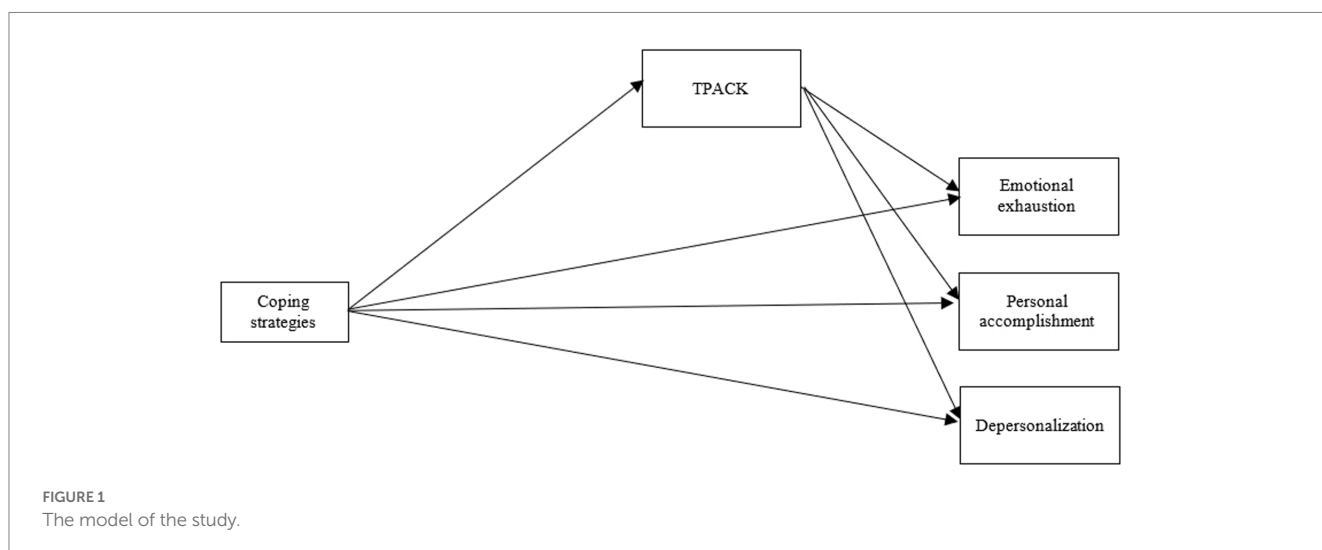 TPACK
Emotional
exhaustion
Coping
strategies
Personal
accomplishment
Depersonalization
FIGURE 1
The model of the study.